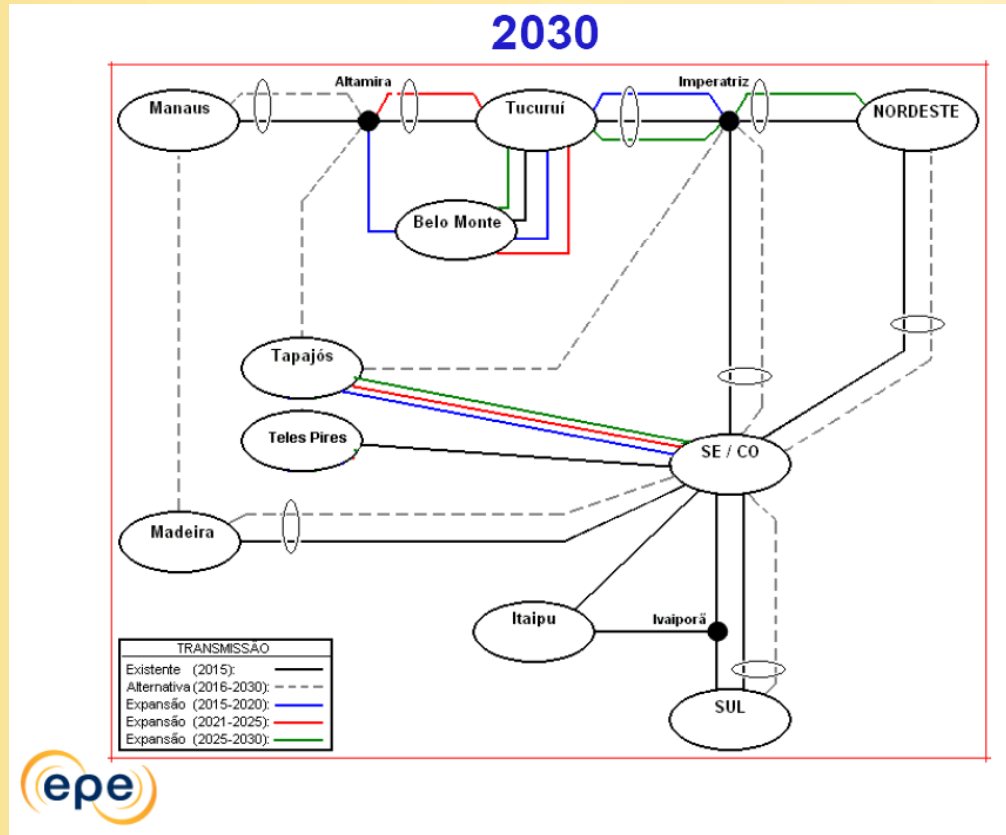 2030
Altamira
Imperatriz
Manaus
Tucuruí
NORDESTE
Belo Monte
Tapajós
Teles Pires
SE / CO
Madeira
Itaipu
Ivaiporã
SUL
TRANSMISSÃO
Existente (2015):
Alternativa (2016-2030):
Expansão (2015-2020):
Expansão (2021-2025):
Expansão (2025-2030):
epe